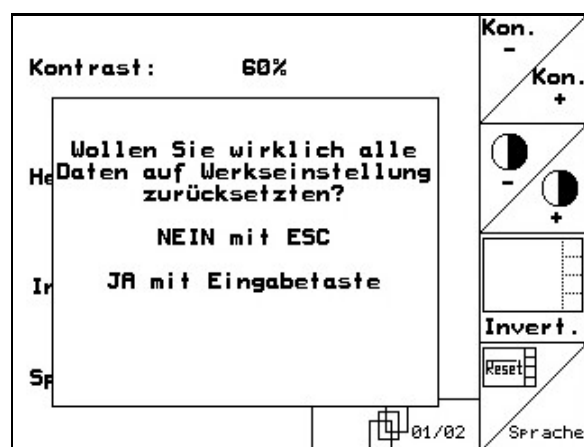 Kontrast: 60%
Wollen Sie wirklich alle
He
Daten auf Werkseinstellung
zurücksetzten?
NEIN mit ESC
Ir
JA mit Eingabetaste
Sp
01/02
Kon.
-
Kon.
+
-
+
Invert.
Reset
Sprache